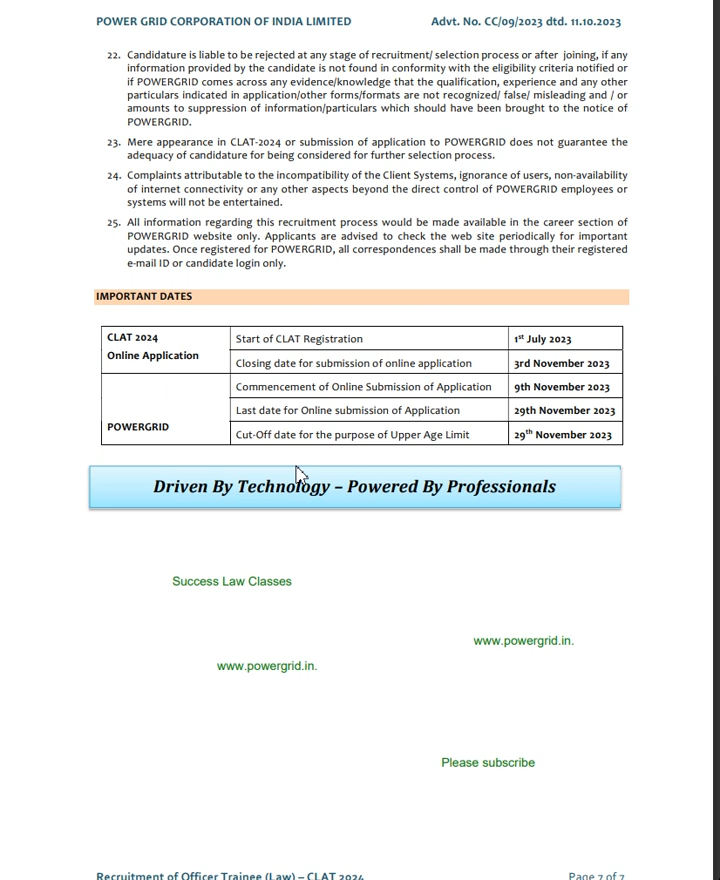 POWER GRID CORPORATION OF INDIA LIMITED Advt. No. CC/09/2023 dtd. 11.10.2023
22. Candidature is liable to be rejected at any stage of recruitment/ selection process or after joining, if any
information provided by the candidate is not found in conformity with the eligibility criteria notified or
if POWERGRID comes across any evidence/knowledge that the qualification, experience and any other
particulars indicated in application/other forms/formats are not recognized/ false/ misleading and / or
amounts to suppression of information/particulars which should have been brought to the notice of
POWERGRID.
23. Mere appearance in CLAT-2024 or submission of application to POWERGRID does not guarantee the
adequacy of candidature for being considered for further selection process.
24. Complaints attributable to the incompatibility of the Client Systems, ignorance of users, non-availability
of internet connectivity or any other aspects beyond the direct control of POWERGRID employees or
systems will not be entertained.
25. All information regarding this recruitment process would be made available in the career section of
POWERGRID website only. Applicants are advised to check the web site periodically for important
updates. Once registered for POWERGRID, all correspondences shall be made through their registered
e-mail ID or candidate login only.
IMPORTANT DATES
CLAT 2024 Start of CLAT Registration 1st July 2023
Online Application Closing date for submission of online application 3rd November 2023
Commencement of Online Submission of Application 9th November 2023
Last date for Online submission of Application 29th November 2023
POWERGRID Cut-Off date for the purpose of Upper Age Limit 29th November 2023
Driven By Technology – Powered By Professionals
Success Law Classes
www.powergrid.in.
www.powergrid.in.
Please subscribe
Recruitment of Officer Trainee (Law) – CLAT 2024 Page 7 of 7